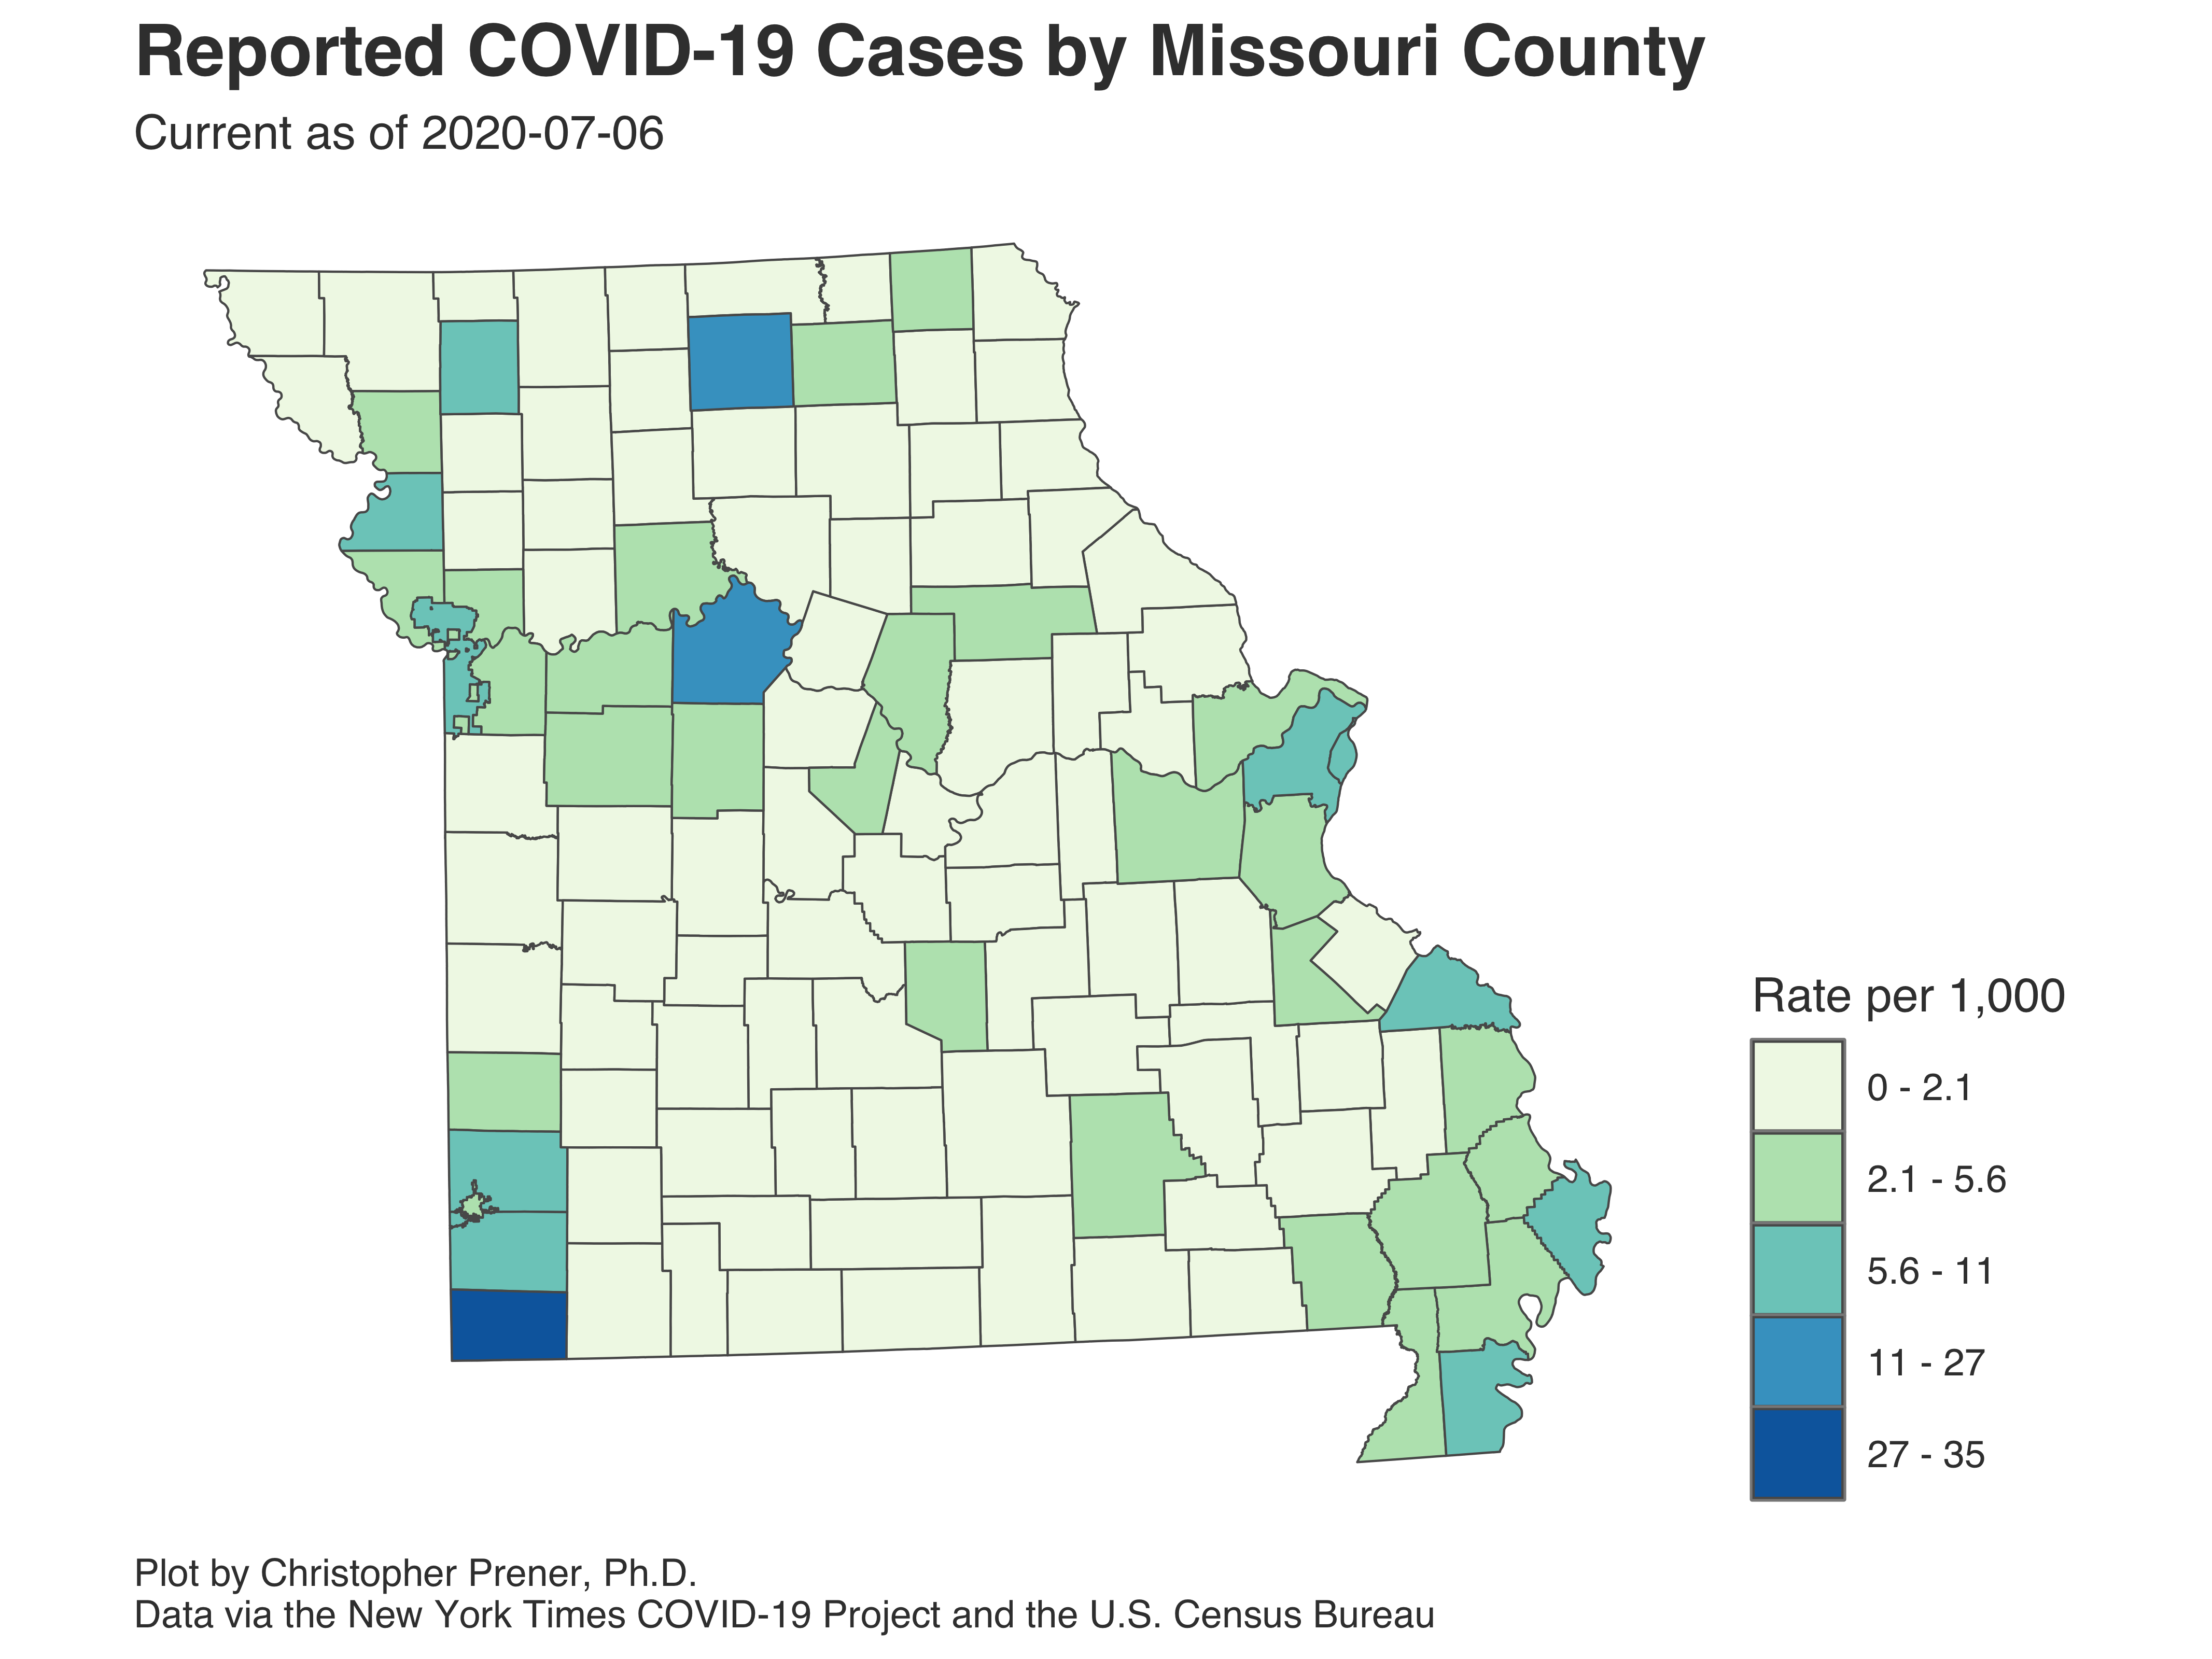 Reported COVID-19 Cases by Missouri County
Current as of 2020-07-06
Rate per 1,000
0 - 2.1
2.1 - 5.6
5.6 - 11
11 - 27
27 - 35
Plot by Christopher Prener, Ph.D.
Data via the New York Times COVID-19 Project and the U.S. Census Bureau